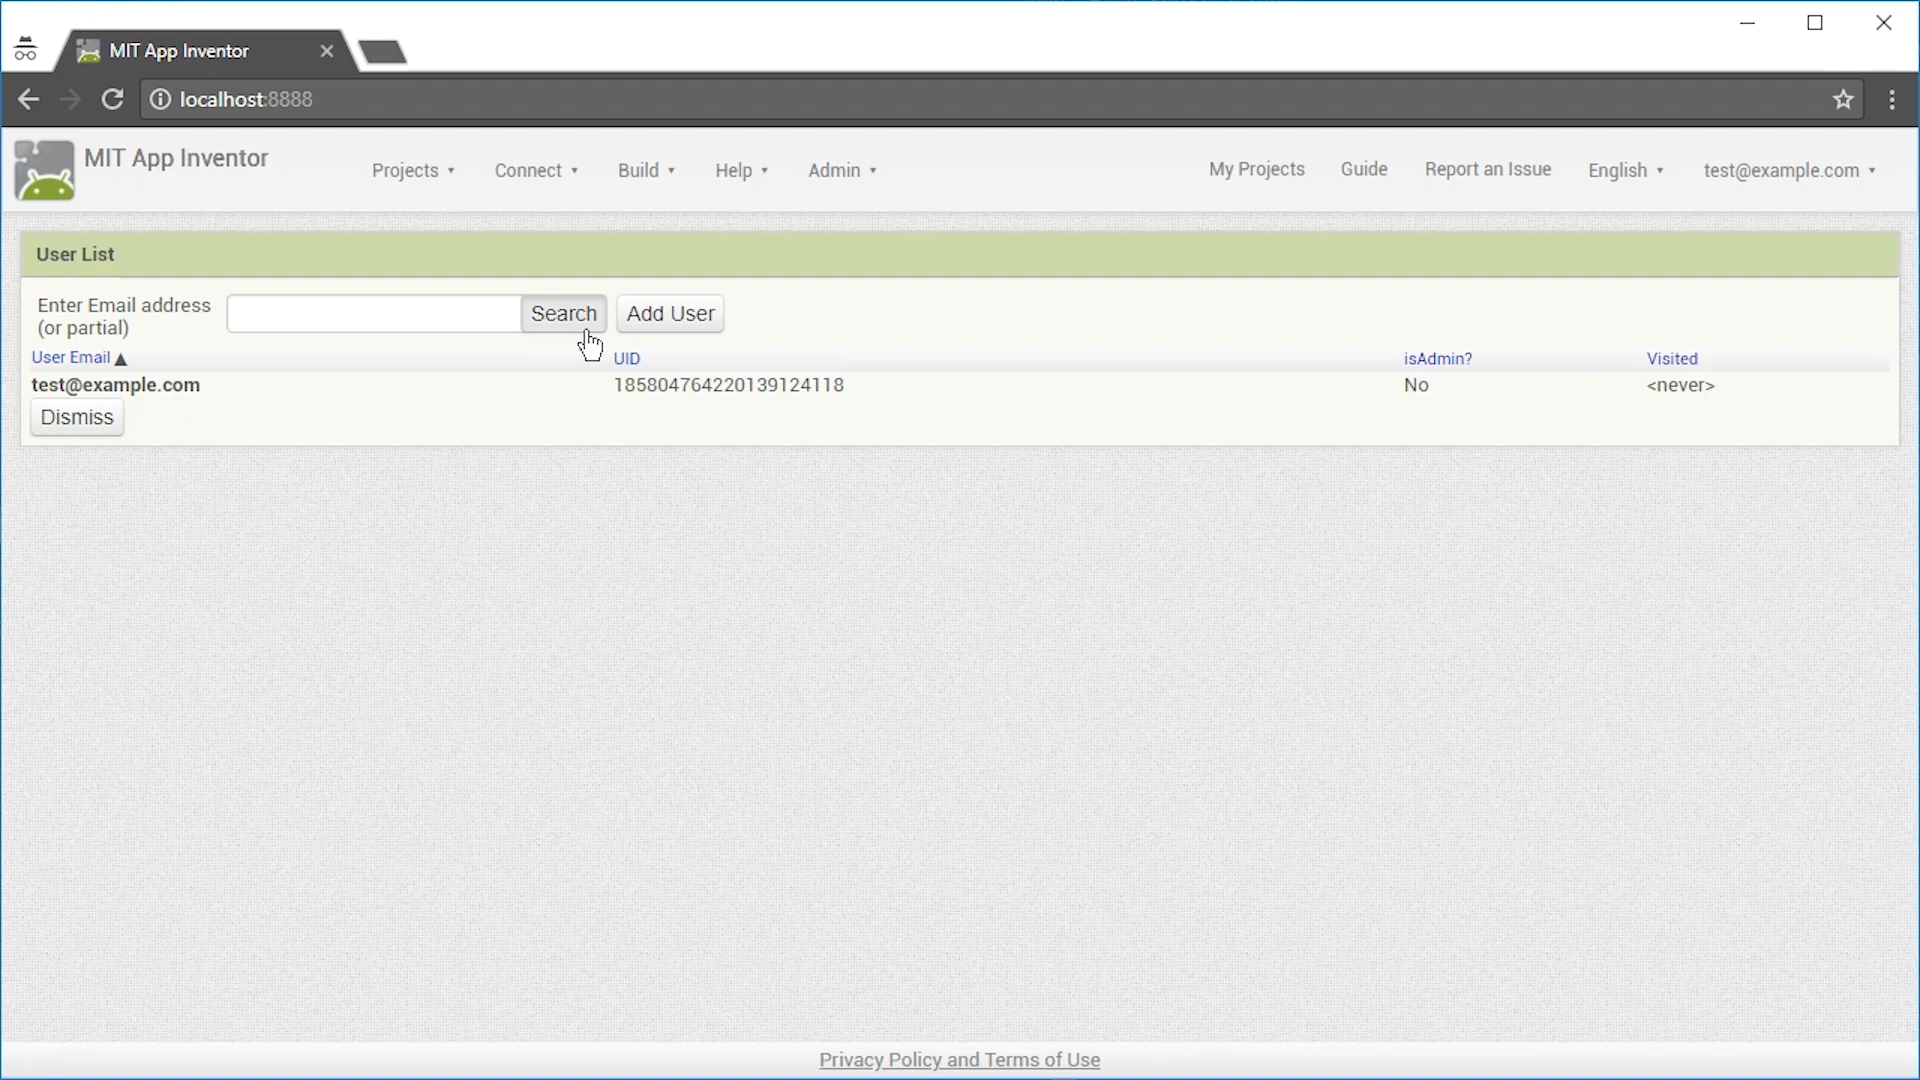 MIT App Inventor
localhost:8888
MIT App Inventor
Projects
Connect
Build
Help
Admin
My Projects
Guide
Report an Issue
English
test@example.com
User List
Enter Email address
(or partial)
Search
Add User
User Email ▲
UID
isAdmin?
Visited
test@example.com
185804764220139124118
No
<never>
Dismiss
Privacy Policy and Terms of Use